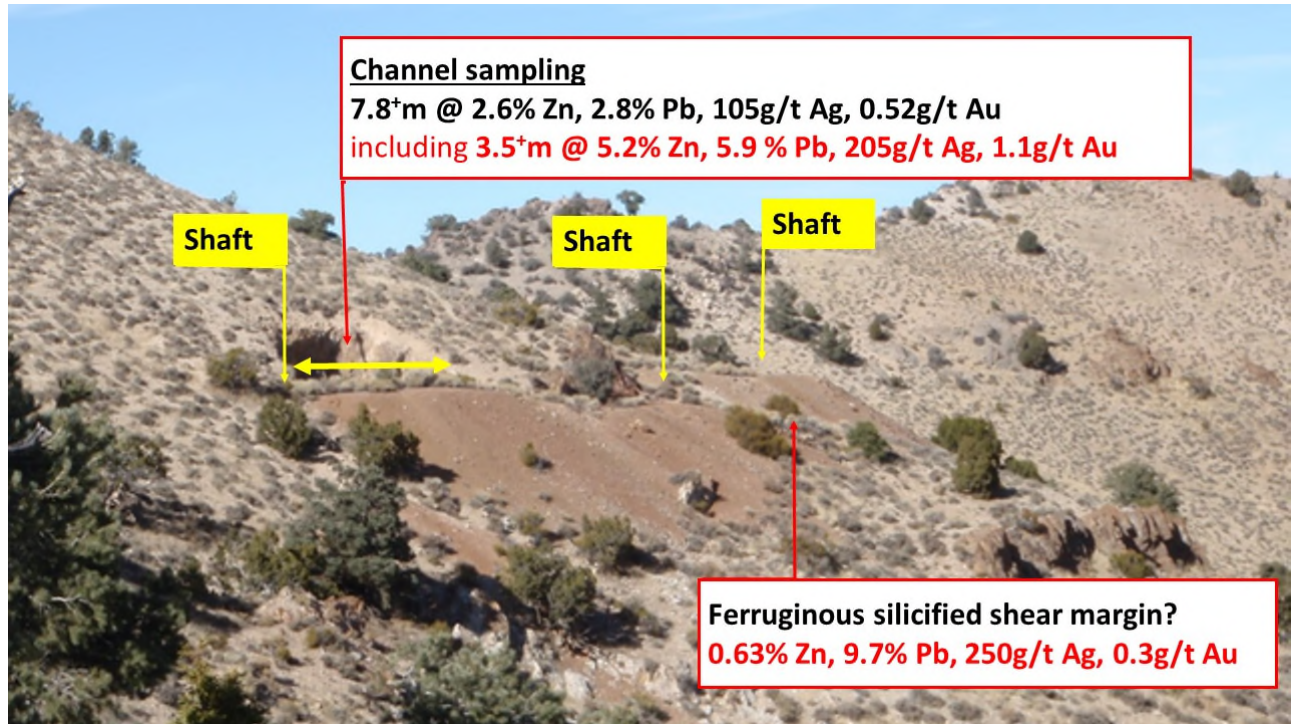 Channel sampling
7.8⁺m @ 2.6% Zn, 2.8% Pb, 105g/t Ag, 0.52g/t Au
including 3.5⁺m @ 5.2% Zn, 5.9 % Pb, 205g/t Ag, 1.1g/t Au
Shaft
Shaft
Shaft
Ferruginous silicified shear margin?
0.63% Zn, 9.7% Pb, 250g/t Ag, 0.3g/t Au